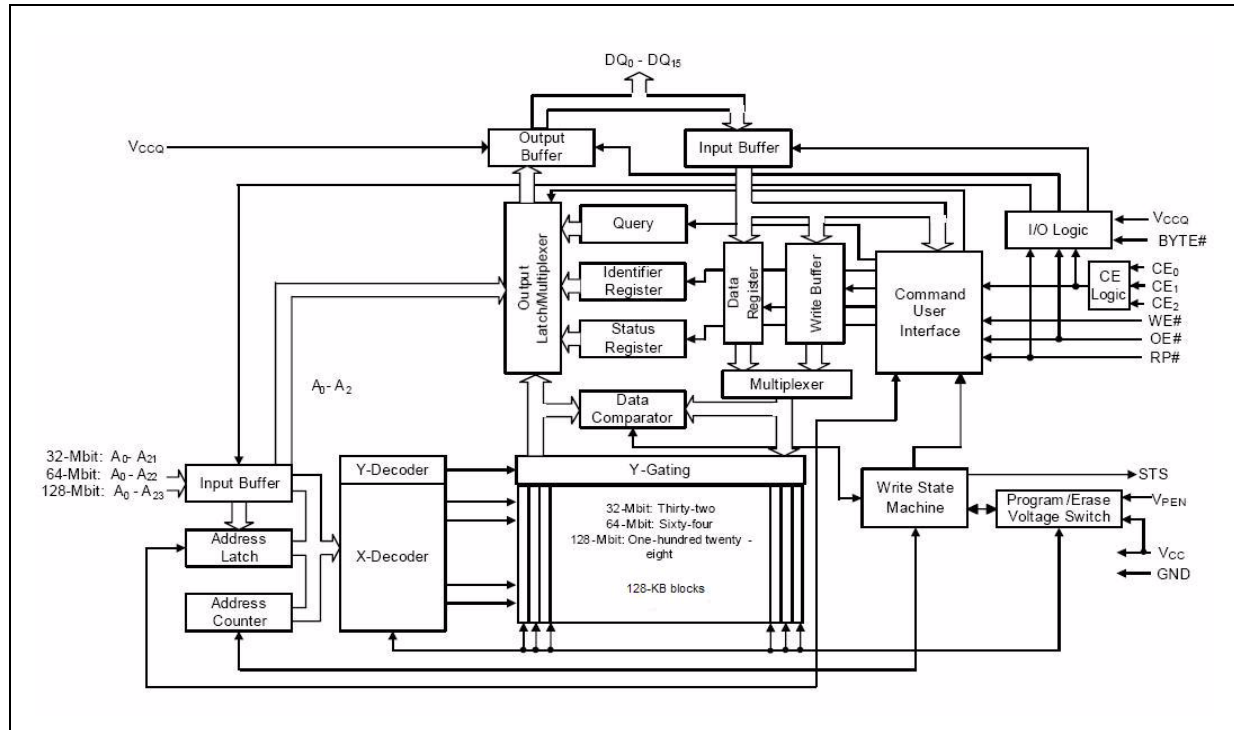 DQ0 - DQ15
VCCQ
Output
Buffer
Input Buffer
Query
Identifier
Register
Status
Register
Output
Latch/Multiplexer
Data
Register
Write Buffer
Command
User
Interface
I/O Logic
VCCQ
BYTE#
CE
Logic
CE0
CE1
CE2
WE#
OE#
RP#
A0- A2
Multiplexer
Data
Comparator
32-Mbit: A0- A21
64-Mbit: A0 - A22
128-Mbit: A0 - A23
Input Buffer
Address
Latch
Address
Counter
Y-Decoder
X-Decoder
Y-Gating
32-Mbit: Thirty-two
64-Mbit: Sixty-four
128-Mbit: One-hundred twenty -
eight
128-KB blocks
Write State
Machine
STS
Program /Erase
Voltage Switch
VPEN
VCC
GND